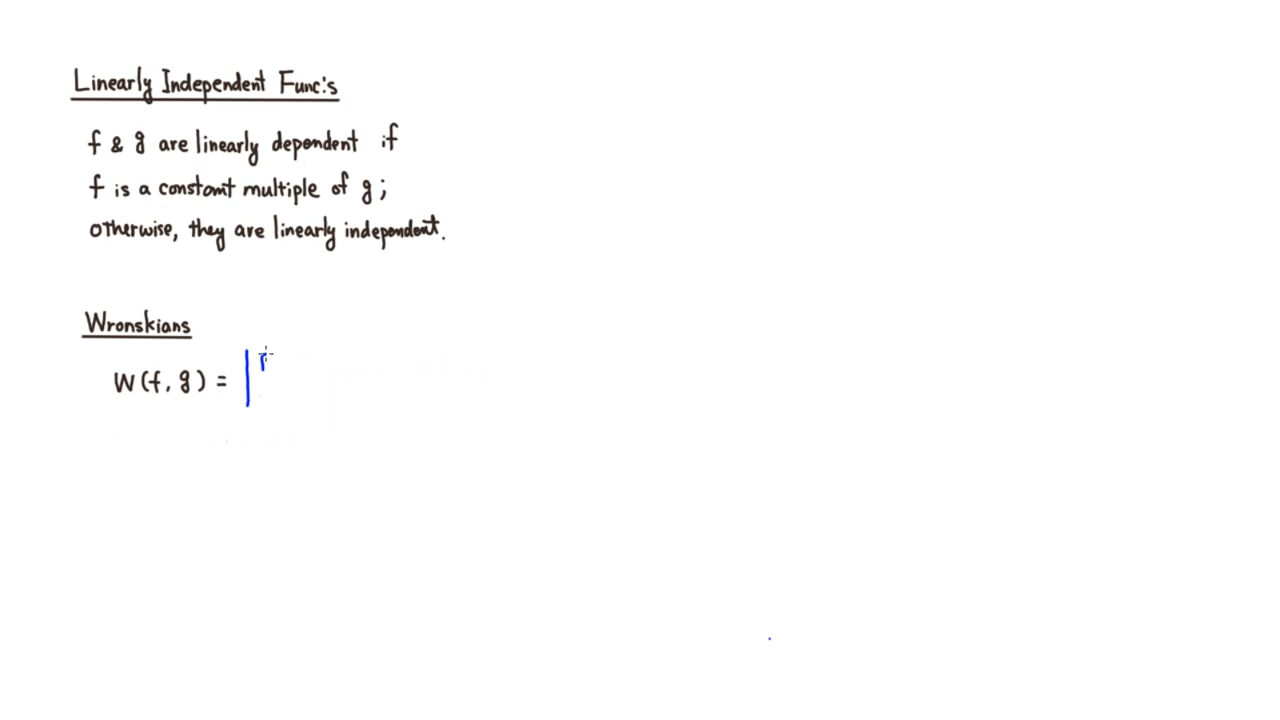 Linearly Independent Func's
f & g are linearly dependent if
f is a constant multiple of g;
otherwise, they are linearly independent.
Wronskians
W(f, g) = |